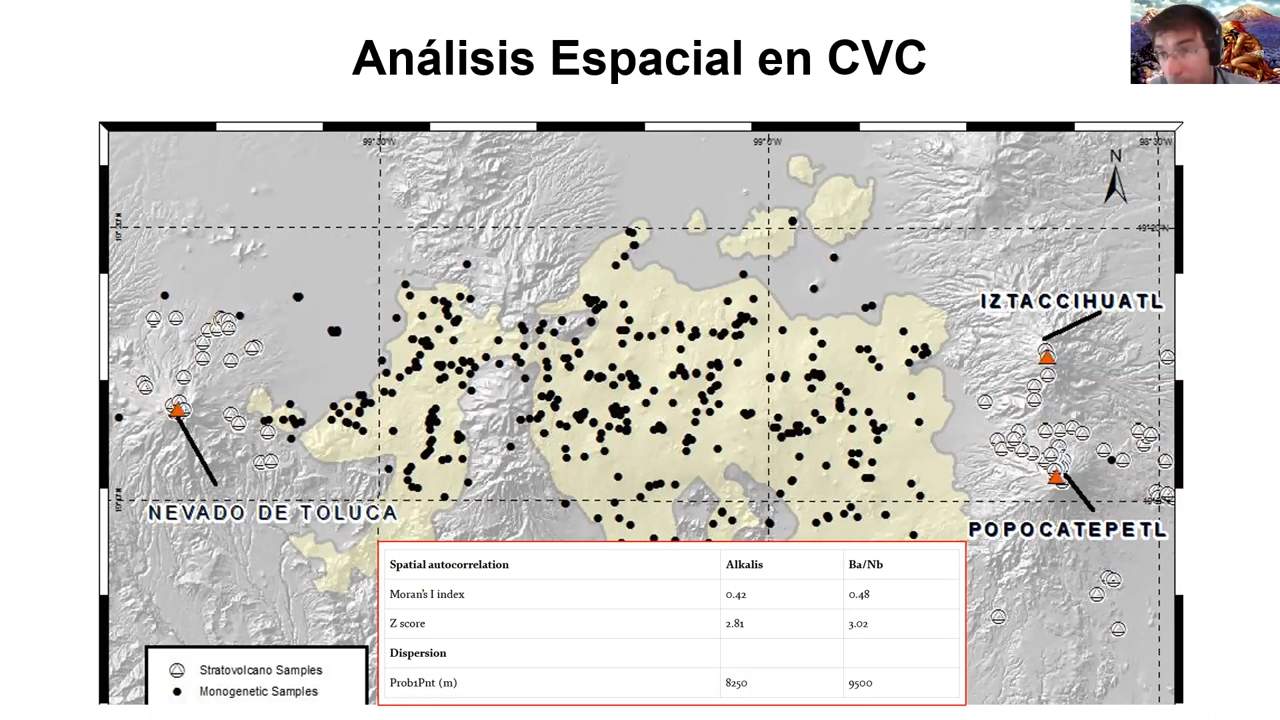 Análisis Espacial en CVC
99°30'W 99°0'W 98°30'W
N
IZTACCIHUATL
NEVADO DE TOLUCA
POPOCATEPETL
Spatial autocorrelation Alkalis Ba/Nb
Moran's I index 0.42 0.48
Z score 2.81 3.02
Dispersion
Prob1Pnt (m) 8250 9500
Stratovolcano Samples
Monogenetic Samples